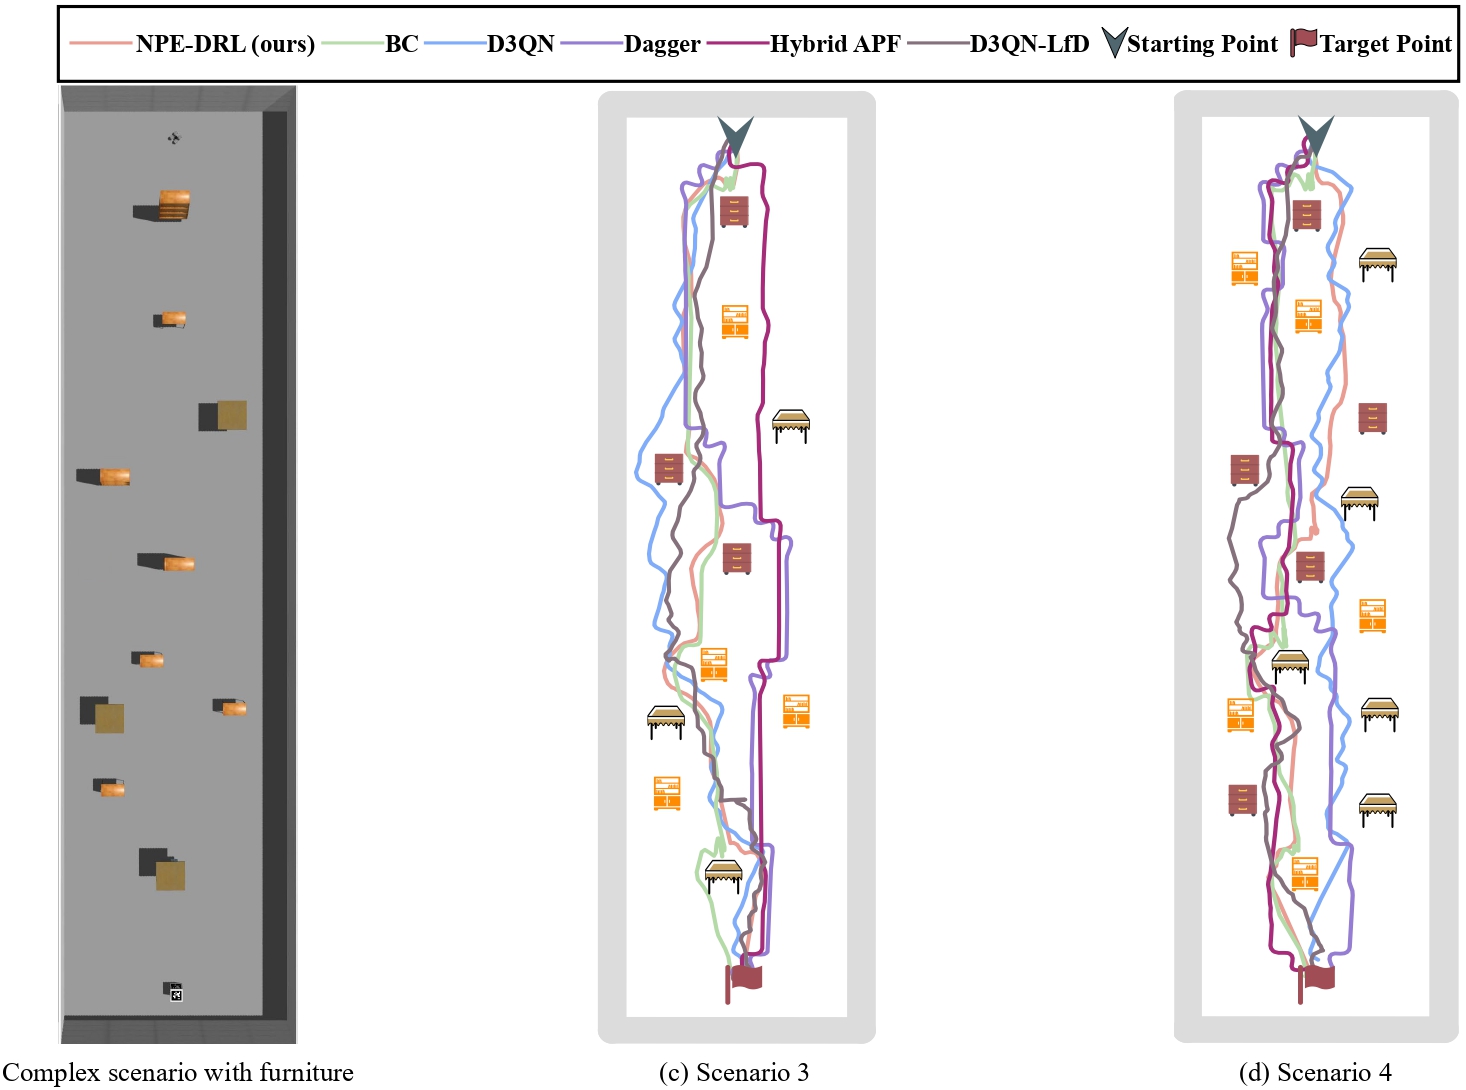 NPE-DRL (ours) BC D3QN Dagger Hybrid APF D3QN-LfD Starting Point Target Point
Complex scenario with furniture (c) Scenario 3 (d) Scenario 4